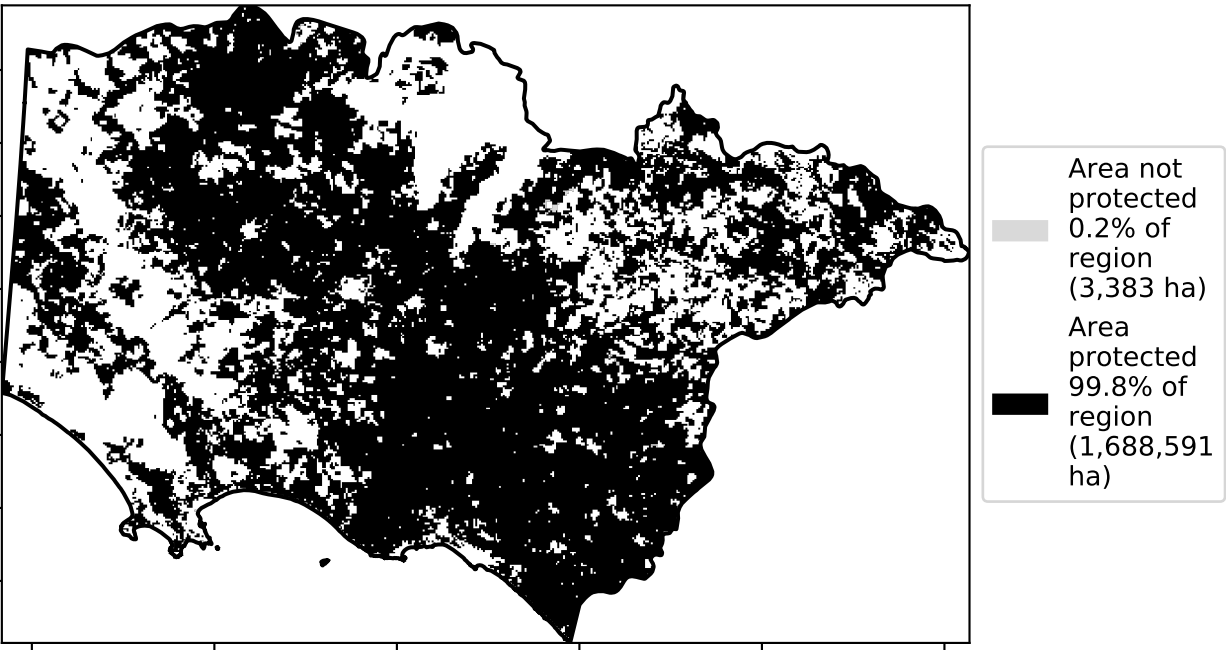 Area not
protected
0.2% of
region
(3,383 ha)
Area
protected
99.8% of
region
(1,688,591
ha)